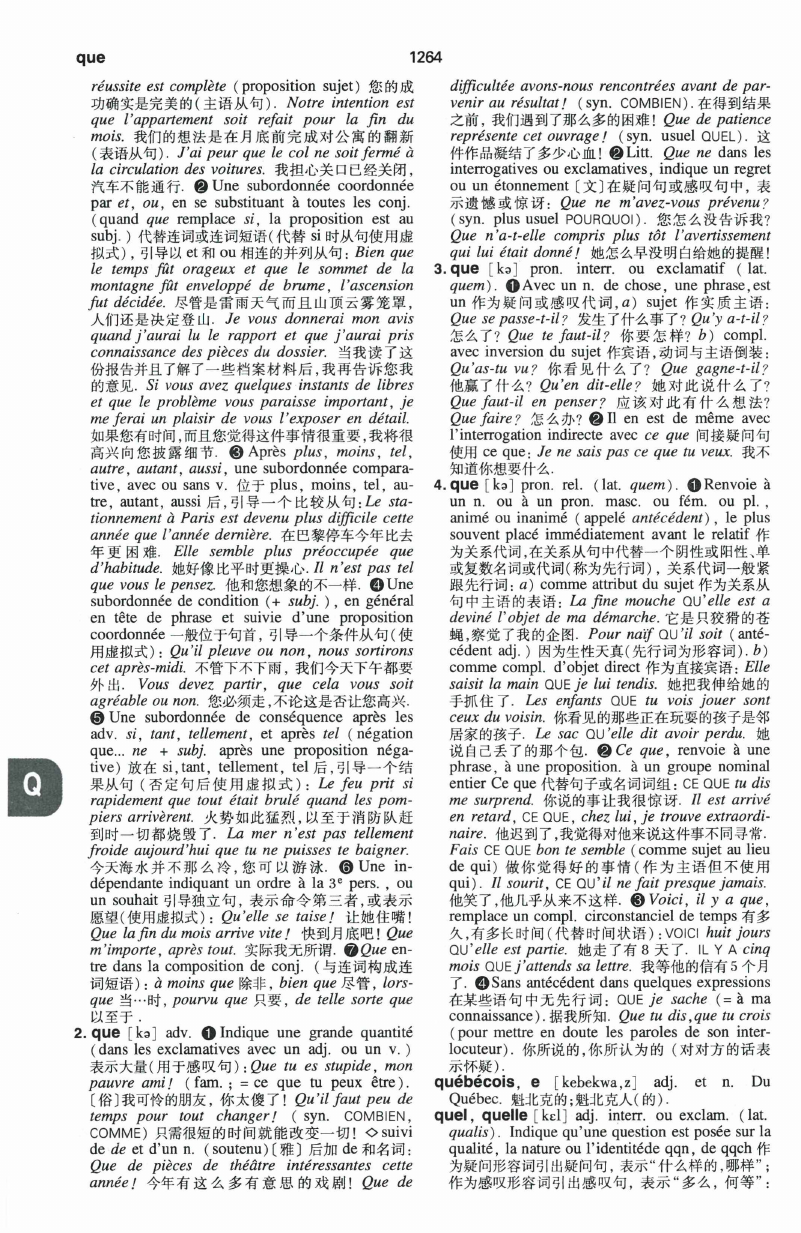 que
1264
réussite est complète ( proposition sujet) 您的成
功确实是完美的(主语从句). Notre intention est
que l'appartement soit refait pour la fin du
mois. 我们的想法是在月底前完成对公寓的翻新
(表语从句). J'ai peur que le col ne soit fermé à
la circulation des voitures. 我担心关口已经关闭,
汽车不能通行. ❷ Une subordonnée coordonnée
par et, ou, en se substituant à toutes les conj.
(quand que remplace si, la proposition est au
subj. ) 代替连词或连词短语(代替 si 时从句使用虚
拟式) , 引导以 et 和 ou 相连的并列从句: Bien que
le temps fût orageux et que le sommet de la
montagne fût enveloppé de brume, l'ascension
fut décidée. 尽管是雷雨天气而且山顶云雾笼罩,
人们还是决定登山. Je vous donnerai mon avis
quand j'aurai lu le rapport et que j'aurai pris
connaissance des pièces du dossier. 当我读了这
份报告并且了解了一些档案材料后,我再告诉您我
的意见. Si vous avez quelques instants de libres
et que le problème vous paraisse important, je
me ferai un plaisir de vous l'exposer en détail.
如果您有时间,而且您觉得这件事情很重要,我将很
高兴向您披露细节. ❸ Après plus, moins, tel,
autre, autant, aussi, une subordonnée compara-
tive, avec ou sans v. 位于 plus, moins, tel, au-
tre, autant, aussi 后,引导一个比较从句:Le sta-
tionnement à Paris est devenu plus difficile cette
année que l'année dernière. 在巴黎停车今年比去
年更困难. Elle semble plus préoccupée que
d'habitude. 她好像比平时更操心. Il n'est pas tel
que vous le pensez. 他和您想象的不一样. ❹ Une
subordonnée de condition (+ subj. ) , en général
en tête de phrase et suivie d'une proposition
coordonnée 一般位于句首, 引导一个条件从句(使
用虚拟式) : Qu'il pleuve ou non, nous sortirons
cet après-midi. 不管下不下雨, 我们今天下午都要
外出. Vous devez partir, que cela vous soit
agréable ou non. 您必须走,不论这是否让您高兴.
❺ Une subordonnée de conséquence après les
adv. si, tant, tellement, et après tel ( négation
que... ne + subj. après une proposition néga-
tive) 放在 si,tant, tellement, tel 后,引导一个结
果从句 (否定句后使用虚拟式) : Le feu prit si
rapidement que tout était brulé quand les pom-
piers arrivèrent. 火势如此猛烈,以至于消防队赶
到时一切都烧毁了. La mer n'est pas tellement
froide aujourd'hui que tu ne puisses te baigner.
今天海水并不那么冷,您可以游泳. ❻ Une in-
dépendante indiquant un ordre à la 3e pers. , ou
un souhait 引导独立句, 表示命令第三者,或表示
愿望(使用虚拟式) : Qu'elle se taise! 让她住嘴!
Que la fin du mois arrive vite! 快到月底吧! Que
m'importe, après tout. 实际我无所谓. ❼Que en-
tre dans la composition de conj. (与连词构成连
词短语) : à moins que 除非, bien que 尽管, lors-
que 当…时, pourvu que 只要, de telle sorte que
以至于.
2. que [kə] adv. ❶ Indique une grande quantité
(dans les exclamatives avec un adj. ou un v. )
表示大量(用于感叹句) :Que tu es stupide, mon
pauvre ami! ( fam. ; = ce que tu peux être).
〔俗〕我可怜的朋友, 你太傻了! Qu'il faut peu de
temps pour tout changer! ( syn. COMBIEN,
COMME) 只需很短的时间就能改变一切! ◇suivi
de de et d'un n. (soutenu)〔雅〕后加 de 和名词:
Que de pièces de théâtre intéressantes cette
année! 今年有这么多有意思的戏剧! Que de
difficultée avons-nous rencontrées avant de par-
venir au résultat! (syn. COMBIEN). 在得到结果
之前, 我们遇到了那么多的困难! Que de patience
représente cet ouvrage! (syn. usuel QUEL). 这
件作品凝结了多少心血! ❷ Litt. Que ne dans les
interrogatives ou exclamatives, indique un regret
ou un étonnement [文]在疑问句或感叹句中, 表
示遗憾或惊讶: Que ne m'avez-vous prévenu?
(syn. plus usuel POURQUOI). 您怎么没告诉我?
Que n'a-t-elle compris plus tôt l'avertissement
qui lui était donné! 她怎么早没明白给她的提醒!
3. que [kə] pron. interr. ou exclamatif ( lat.
quem). ❶Avec un n. de chose, une phrase,est
un 作为疑问或感叹代词, a) sujet 作实质主语:
Que se passe-t-il? 发生了什么事了? Qu'y a-t-il?
怎么了? Que te faut-il? 你要怎样? b) compl.
avec inversion du sujet 作宾语,动词与主语倒装:
Qu'as-tu vu? 你看见什么了? Que gagne-t-il?
他赢了什么? Qu'en dit-elle? 她对此说什么了?
Que faut-il en penser? 应该对此有什么想法?
Que faire? 怎么办? ❷ Il en est de même avec
l'interrogation indirecte avec ce que 间接疑问句
使用 ce que: Je ne sais pas ce que tu veux. 我不
知道你想要什么.
4. que [kə] pron. rel. (lat. quem). ❶Renvoie à
un n. ou à un pron. masc. ou fém. ou pl. ,
animé ou inanimé ( appelé antécédent) , le plus
souvent placé immédiatement avant le relatif 作
为关系代词,在关系从句中代替一个阴性或阳性、单
或复数名词或代词(称为先行词) , 关系代词一般紧
跟先行词: a) comme attribut du sujet 作为关系从
句中主语的表语: La fine mouche QU'elle est a
deviné l'objet de ma démarche. 它是只狡猾的苍
蝇,察觉了我的企图. Pour naïf QU'il soit ( anté-
cédent adj. ) 因为生性天真(先行词为形容词). b)
comme compl. d'objet direct 作为直接宾语: Elle
saisit la main QUE je lui tendis. 她把我伸给她的
手抓住了. Les enfants QUE tu vois jouer sont
ceux du voisin. 你看见的那些正在玩耍的孩子是邻
居家的孩子. Le sac QU'elle dit avoir perdu. 她
说自己丢了的那个包. ❷ Ce que, renvoie à une
phrase, à une proposition. à un groupe nominal
entier Ce que 代替句子或名词词组: CE QUE tu dis
me surprend. 你说的事让我很惊讶. Il est arrivé
en retard, CE QUE, chez lui, je trouve extraordi-
naire. 他迟到了,我觉得对他来说这件事不同寻常.
Fais CE QUE bon te semble (comme sujet au lieu
de qui) 做你觉得好的事情(作为主语但不使用
qui). Il sourit, CE QU'il ne fait presque jamais.
他笑了,他几乎从来不这样. ❸ Voici, il y a que,
remplace un compl. circonstanciel de temps 有多
久,有多长时间(代替时间状语) :VOICI huit jours
QU'elle est partie. 她走了有 8 天了. IL Y A cinq
mois QUE j'attends sa lettre. 我等他的信有 5 个月
了. ❹Sans antécédent dans quelques expressions
在某些语句中无先行词: QUE je sache (= à ma
connaissance). 据我所知. Que tu dis,que tu crois
(pour mettre en doute les paroles de son inter-
locuteur). 你所说的,你所认为的 (对对方的话表
示怀疑).
québécois, e [kebekwa,z] adj. et n. Du
Québec. 魁北克的;魁北克人(的).
quel, quelle [kɛl] adj. interr. ou exclam. (lat.
qualis). Indique qu'une question est posée sur la
qualité, la nature ou l'identitéde qqn, de qqch 作
为疑问形容词引出疑问句, 表示“什么样的,哪样”;
作为感叹形容词引出感叹句, 表示“多么, 何等”:
Q